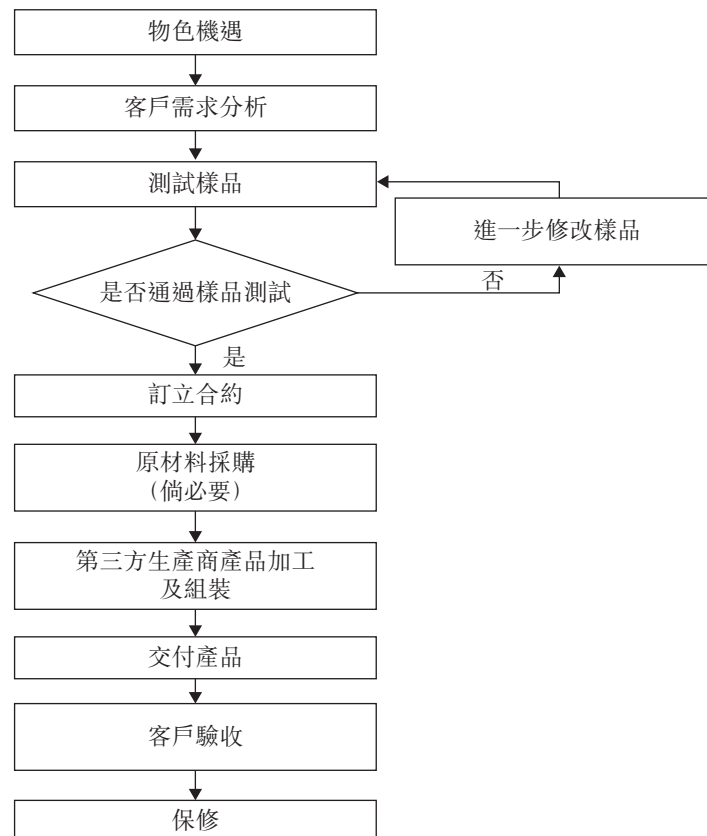 物色機遇
客戶需求分析
測試樣品
進一步修改樣品
是否通過樣品測試
否
是
訂立合約
原材料採購
（倘必要）
第三方生產商產品加工
及組裝
交付產品
客戶驗收
保修